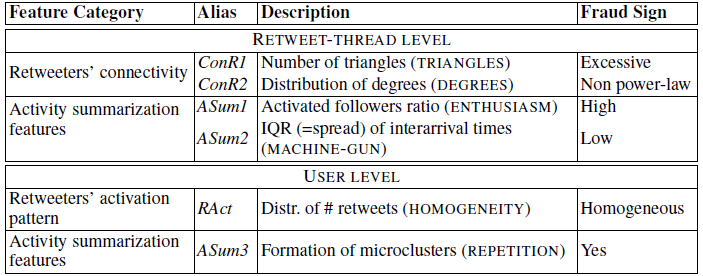 Feature Category Alias Description Fraud Sign
RETWEET-THREAD LEVEL
Retweeters' connectivity ConR1 Number of triangles (TRIANGLES) Excessive
ConR2 Distribution of degrees (DEGREES) Non power-law
Activity summarization features ASum1 Activated followers ratio (ENTHUSIASM) High
ASum2 IQR (=spread) of interarrival times (MACHINE-GUN) Low
USER LEVEL
Retweeters' activation pattern RAct Distr. of # retweets (HOMOGENEITY) Homogeneous
Activity summarization features ASum3 Formation of microclusters (REPETITION) Yes